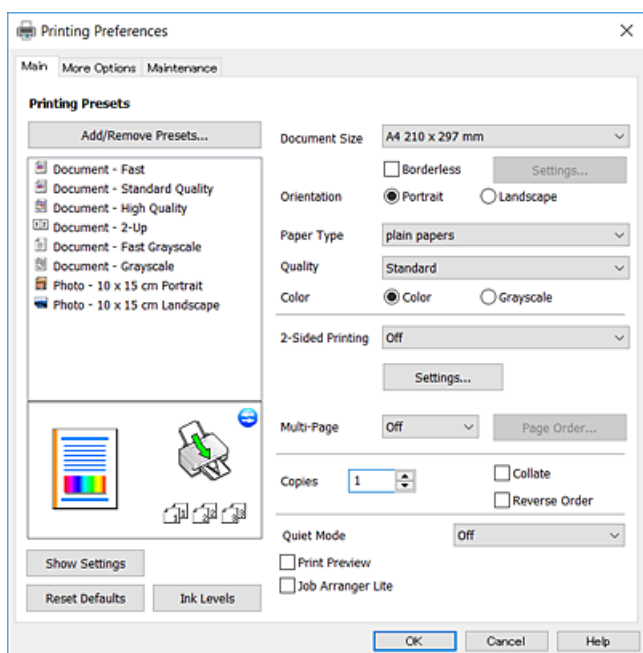 Printing Preferences
Main More Options Maintenance
Printing Presets
Add/Remove Presets...
Document - Fast
Document - Standard Quality
Document - High Quality
Document - 2-Up
Document - Fast Grayscale
Document - Grayscale
Photo - 10 x 15 cm Portrait
Photo - 10 x 15 cm Landscape
Show Settings
Reset Defaults Ink Levels
Document Size A4 210 x 297 mm
Borderless Settings...
Orientation Portrait Landscape
Paper Type plain papers
Quality Standard
Color Color Grayscale
2-Sided Printing Off
Settings...
Multi-Page Off Page Order...
Copies 1 Collate
Reverse Order
Quiet Mode Off
Print Preview
Job Arranger Lite
OK Cancel Help